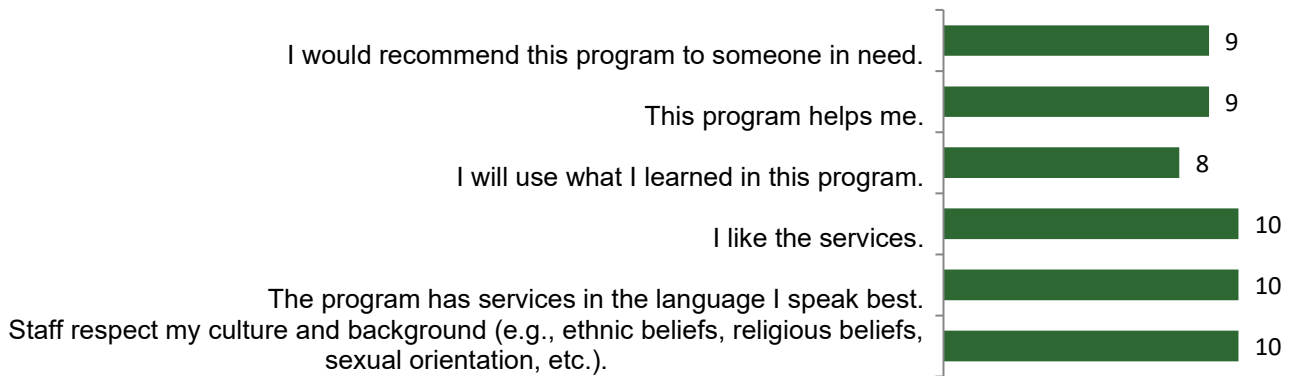 I would recommend this program to someone in need.
9
This program helps me.
9
I will use what I learned in this program.
8
I like the services.
10
The program has services in the language I speak best.
10
Staff respect my culture and background (e.g., ethnic beliefs, religious beliefs,
sexual orientation, etc.).
10